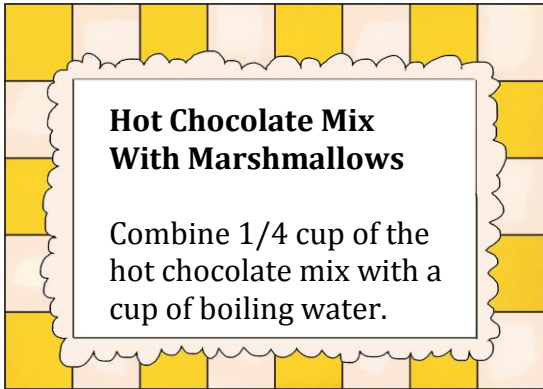 Hot Chocolate Mix
With Marshmallows
Combine 1/4 cup of the
hot chocolate mix with a
cup of boiling water.